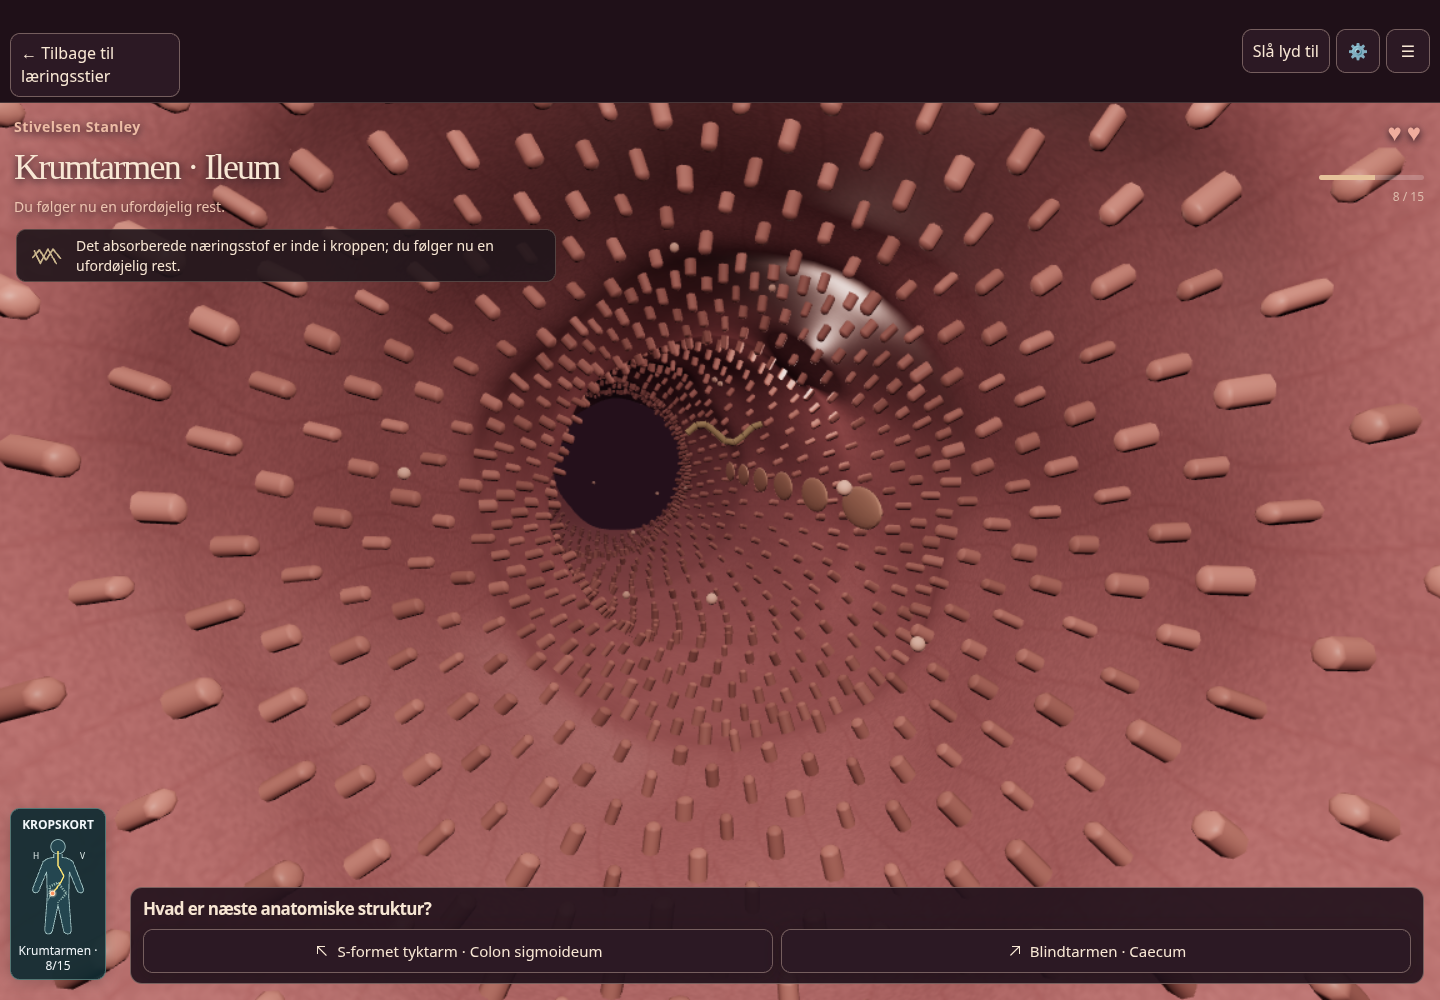 ← Tilbage til
læringsstier
Slå lyd til
Stivelsen Stanley
Krumtarmen · Ileum
Du følger nu en ufordøjelig rest.
Det absorberede næringsstof er inde i kroppen; du følger nu en
ufordøjelig rest.
8 / 15
KROPSKORT
H V
Krumtarmen ·
8/15
Hvad er næste anatomiske struktur?
↖ S-formet tyktarm · Colon sigmoideum
↗ Blindtarmen · Caecum